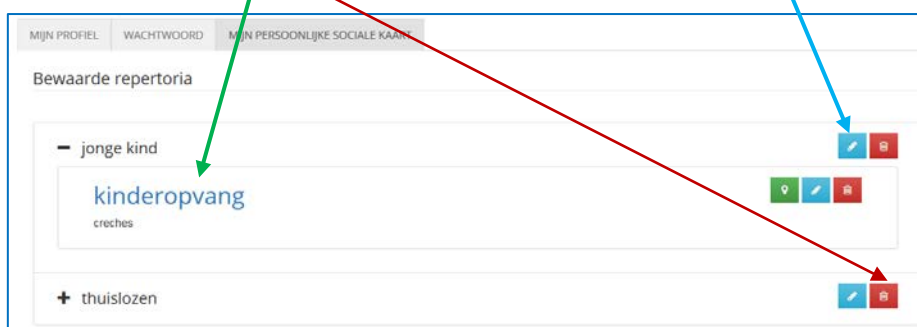 MIJN PROFIEL WACHTWOORD MIJN PERSOONLIJKE SOCIALE KAART
Bewaarde repertoria
jonge kind
kinderopvang
creches
thuislozen